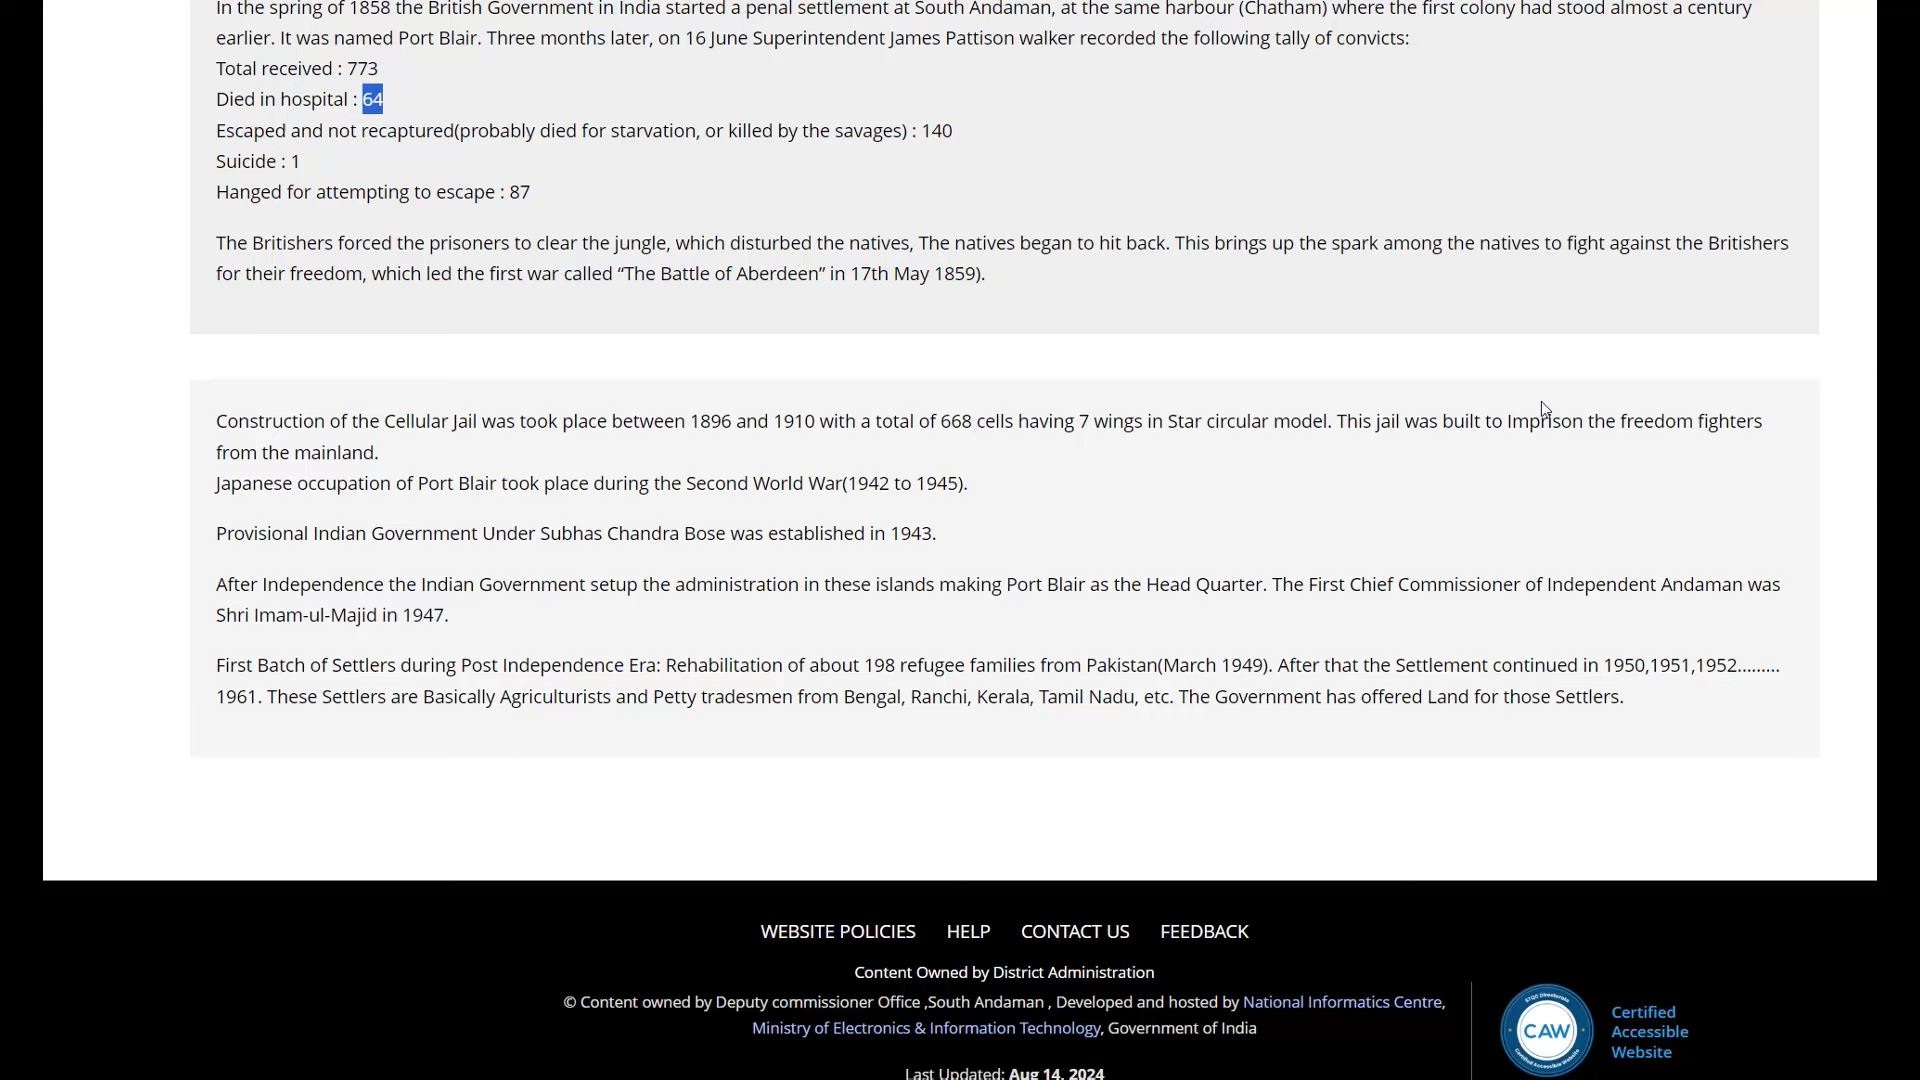 In the spring of 1858 the British Government in India started a penal settlement at South Andaman, at the same harbour (Chatham) where the first colony had stood almost a century
earlier. It was named Port Blair. Three months later, on 16 June Superintendent James Pattison walker recorded the following tally of convicts:
Total received : 773
Died in hospital : 64
Escaped and not recaptured(probably died for starvation, or killed by the savages) : 140
Suicide : 1
Hanged for attempting to escape : 87
The Britishers forced the prisoners to clear the jungle, which disturbed the natives, The natives began to hit back. This brings up the spark among the natives to fight against the Britishers
for their freedom, which led the first war called “The Battle of Aberdeen” in 17th May 1859).
Construction of the Cellular Jail was took place between 1896 and 1910 with a total of 668 cells having 7 wings in Star circular model. This jail was built to Imprison the freedom fighters
from the mainland.
Japanese occupation of Port Blair took place during the Second World War(1942 to 1945).
Provisional Indian Government Under Subhas Chandra Bose was established in 1943.
After Independence the Indian Government setup the administration in these islands making Port Blair as the Head Quarter. The First Chief Commissioner of Independent Andaman was
Shri Imam-ul-Majid in 1947.
First Batch of Settlers during Post Independence Era: Rehabilitation of about 198 refugee families from Pakistan(March 1949). After that the Settlement continued in 1950,1951,1952………
1961. These Settlers are Basically Agriculturists and Petty tradesmen from Bengal, Ranchi, Kerala, Tamil Nadu, etc. The Government has offered Land for those Settlers.
WEBSITE POLICIES HELP CONTACT US FEEDBACK
Content Owned by District Administration
© Content owned by Deputy commissioner Office ,South Andaman , Developed and hosted by National Informatics Centre,
Ministry of Electronics & Information Technology, Government of India
Last Updated: Aug 14, 2024
STQC Directorate
CAW
Certified Accessible Website
Certified
Accessible
Website